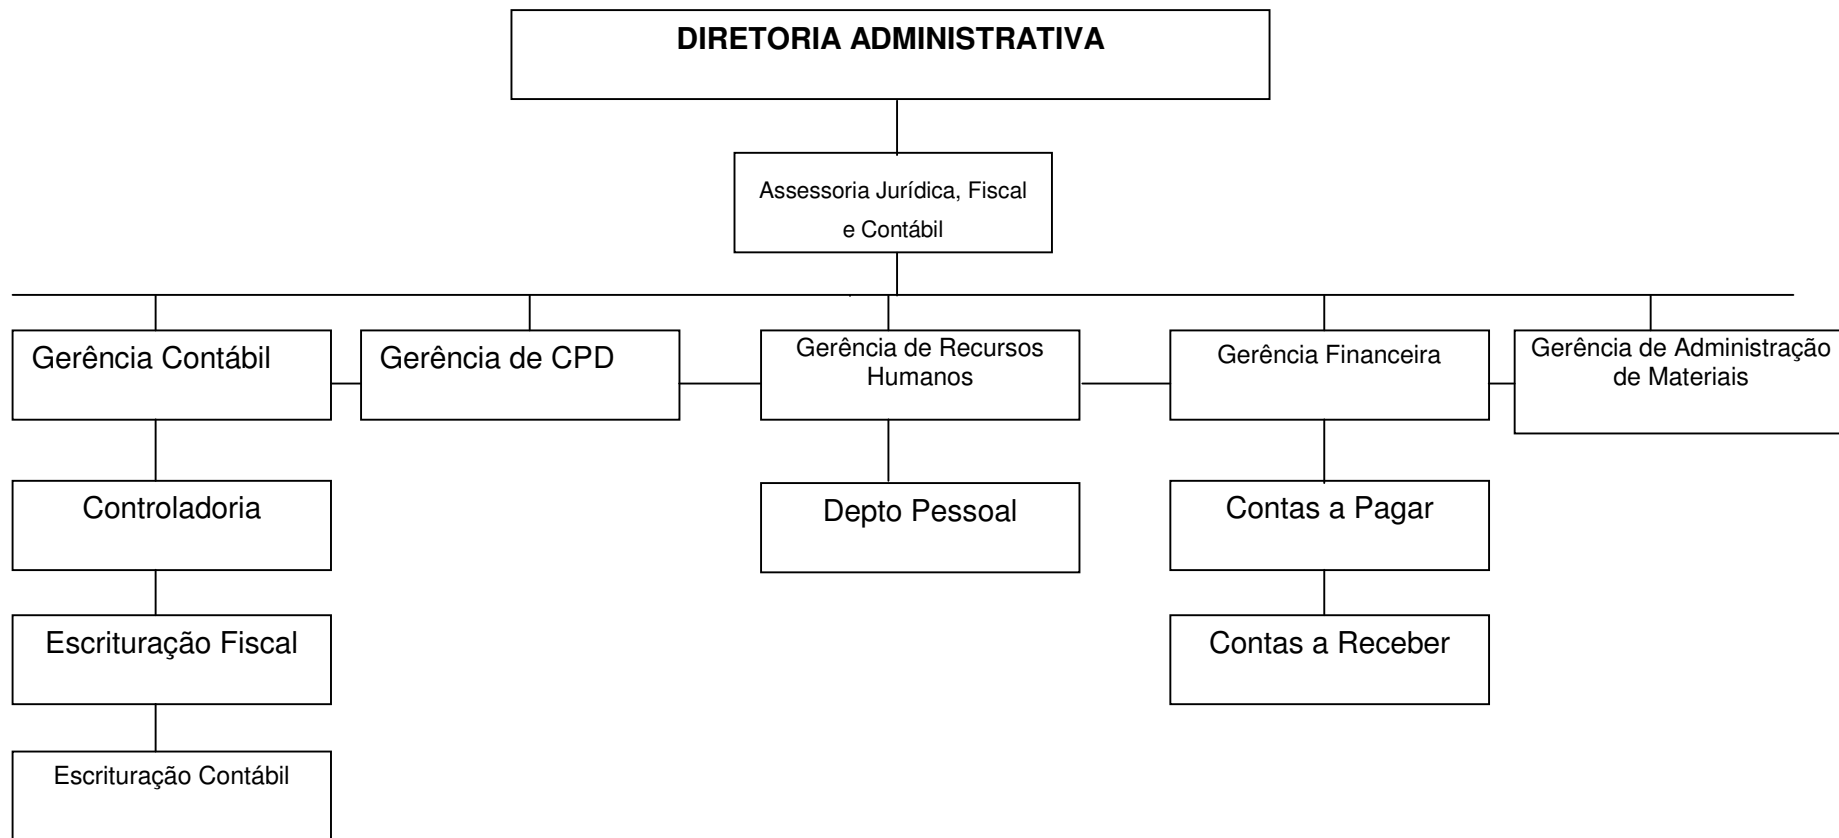 DIRETORIA ADMINISTRATIVA
Assessoria Jurídica, Fiscal
e Contábil
Gerência Contábil
Gerência de CPD
Gerência de Recursos
Humanos
Gerência Financeira
Gerência de Administração
de Materiais
Controladoria
Depto Pessoal
Contas a Pagar
Escrituração Fiscal
Contas a Receber
Escrituração Contábil